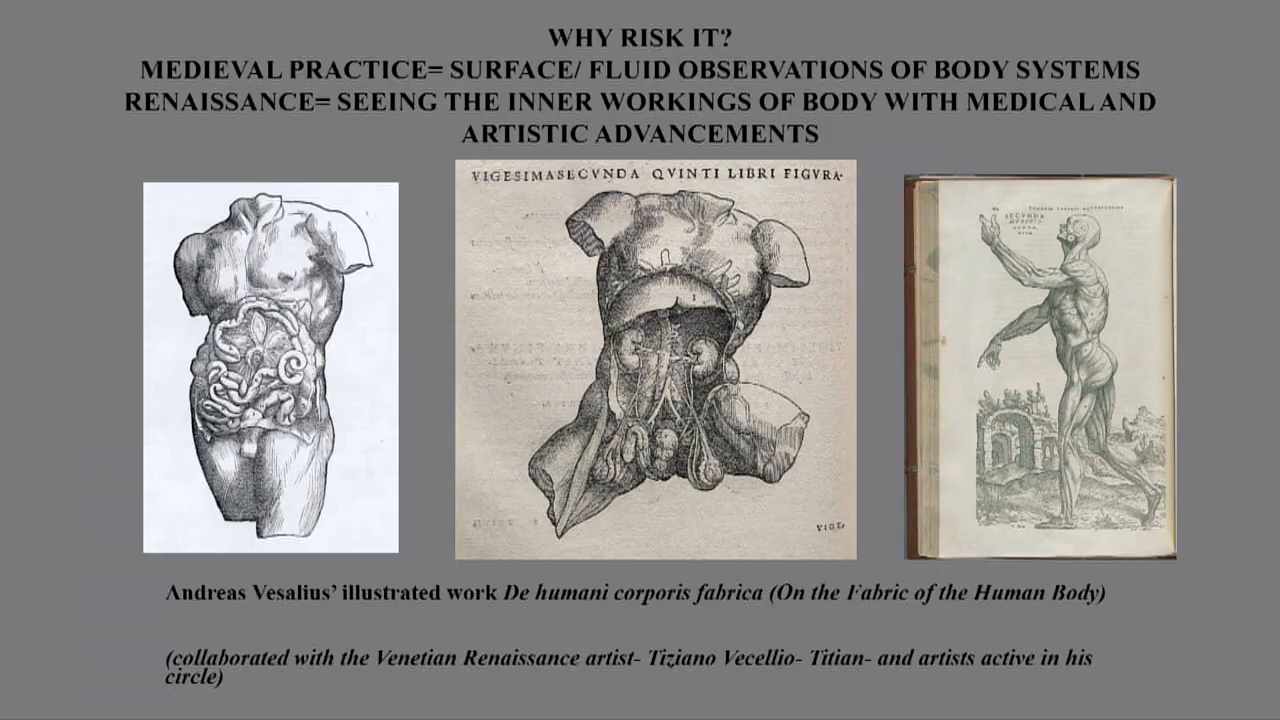 WHY RISK IT?
MEDIEVAL PRACTICE= SURFACE/ FLUID OBSERVATIONS OF BODY SYSTEMS
RENAISSANCE= SEEING THE INNER WORKINGS OF BODY WITH MEDICAL AND
ARTISTIC ADVANCEMENTS
VIGESIMASECVNDA QVINTI LIBRI FIGVRA.
SECVNDA
VIGE,
Andreas Vesalius’ illustrated work De humani corporis fabrica (On the Fabric of the Human Body)
(collaborated with the Venetian Renaissance artist- Tiziano Vecellio- Titian- and artists active in his
circle)